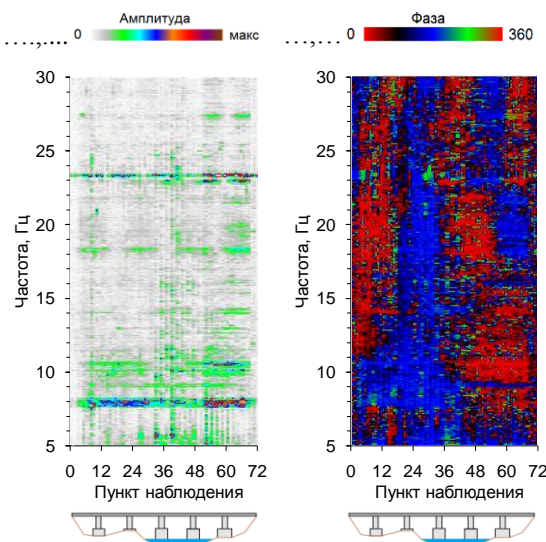 Амплитуда
….,.... 0 макс
Частота, Гц
30
25
20
15
10
5
0 12 24 36 48 60 72
Пункт наблюдения
Фаза
…,… 0 360
Частота, Гц
30
25
20
15
10
5
0 12 24 36 48 60 72
Пункт наблюдения